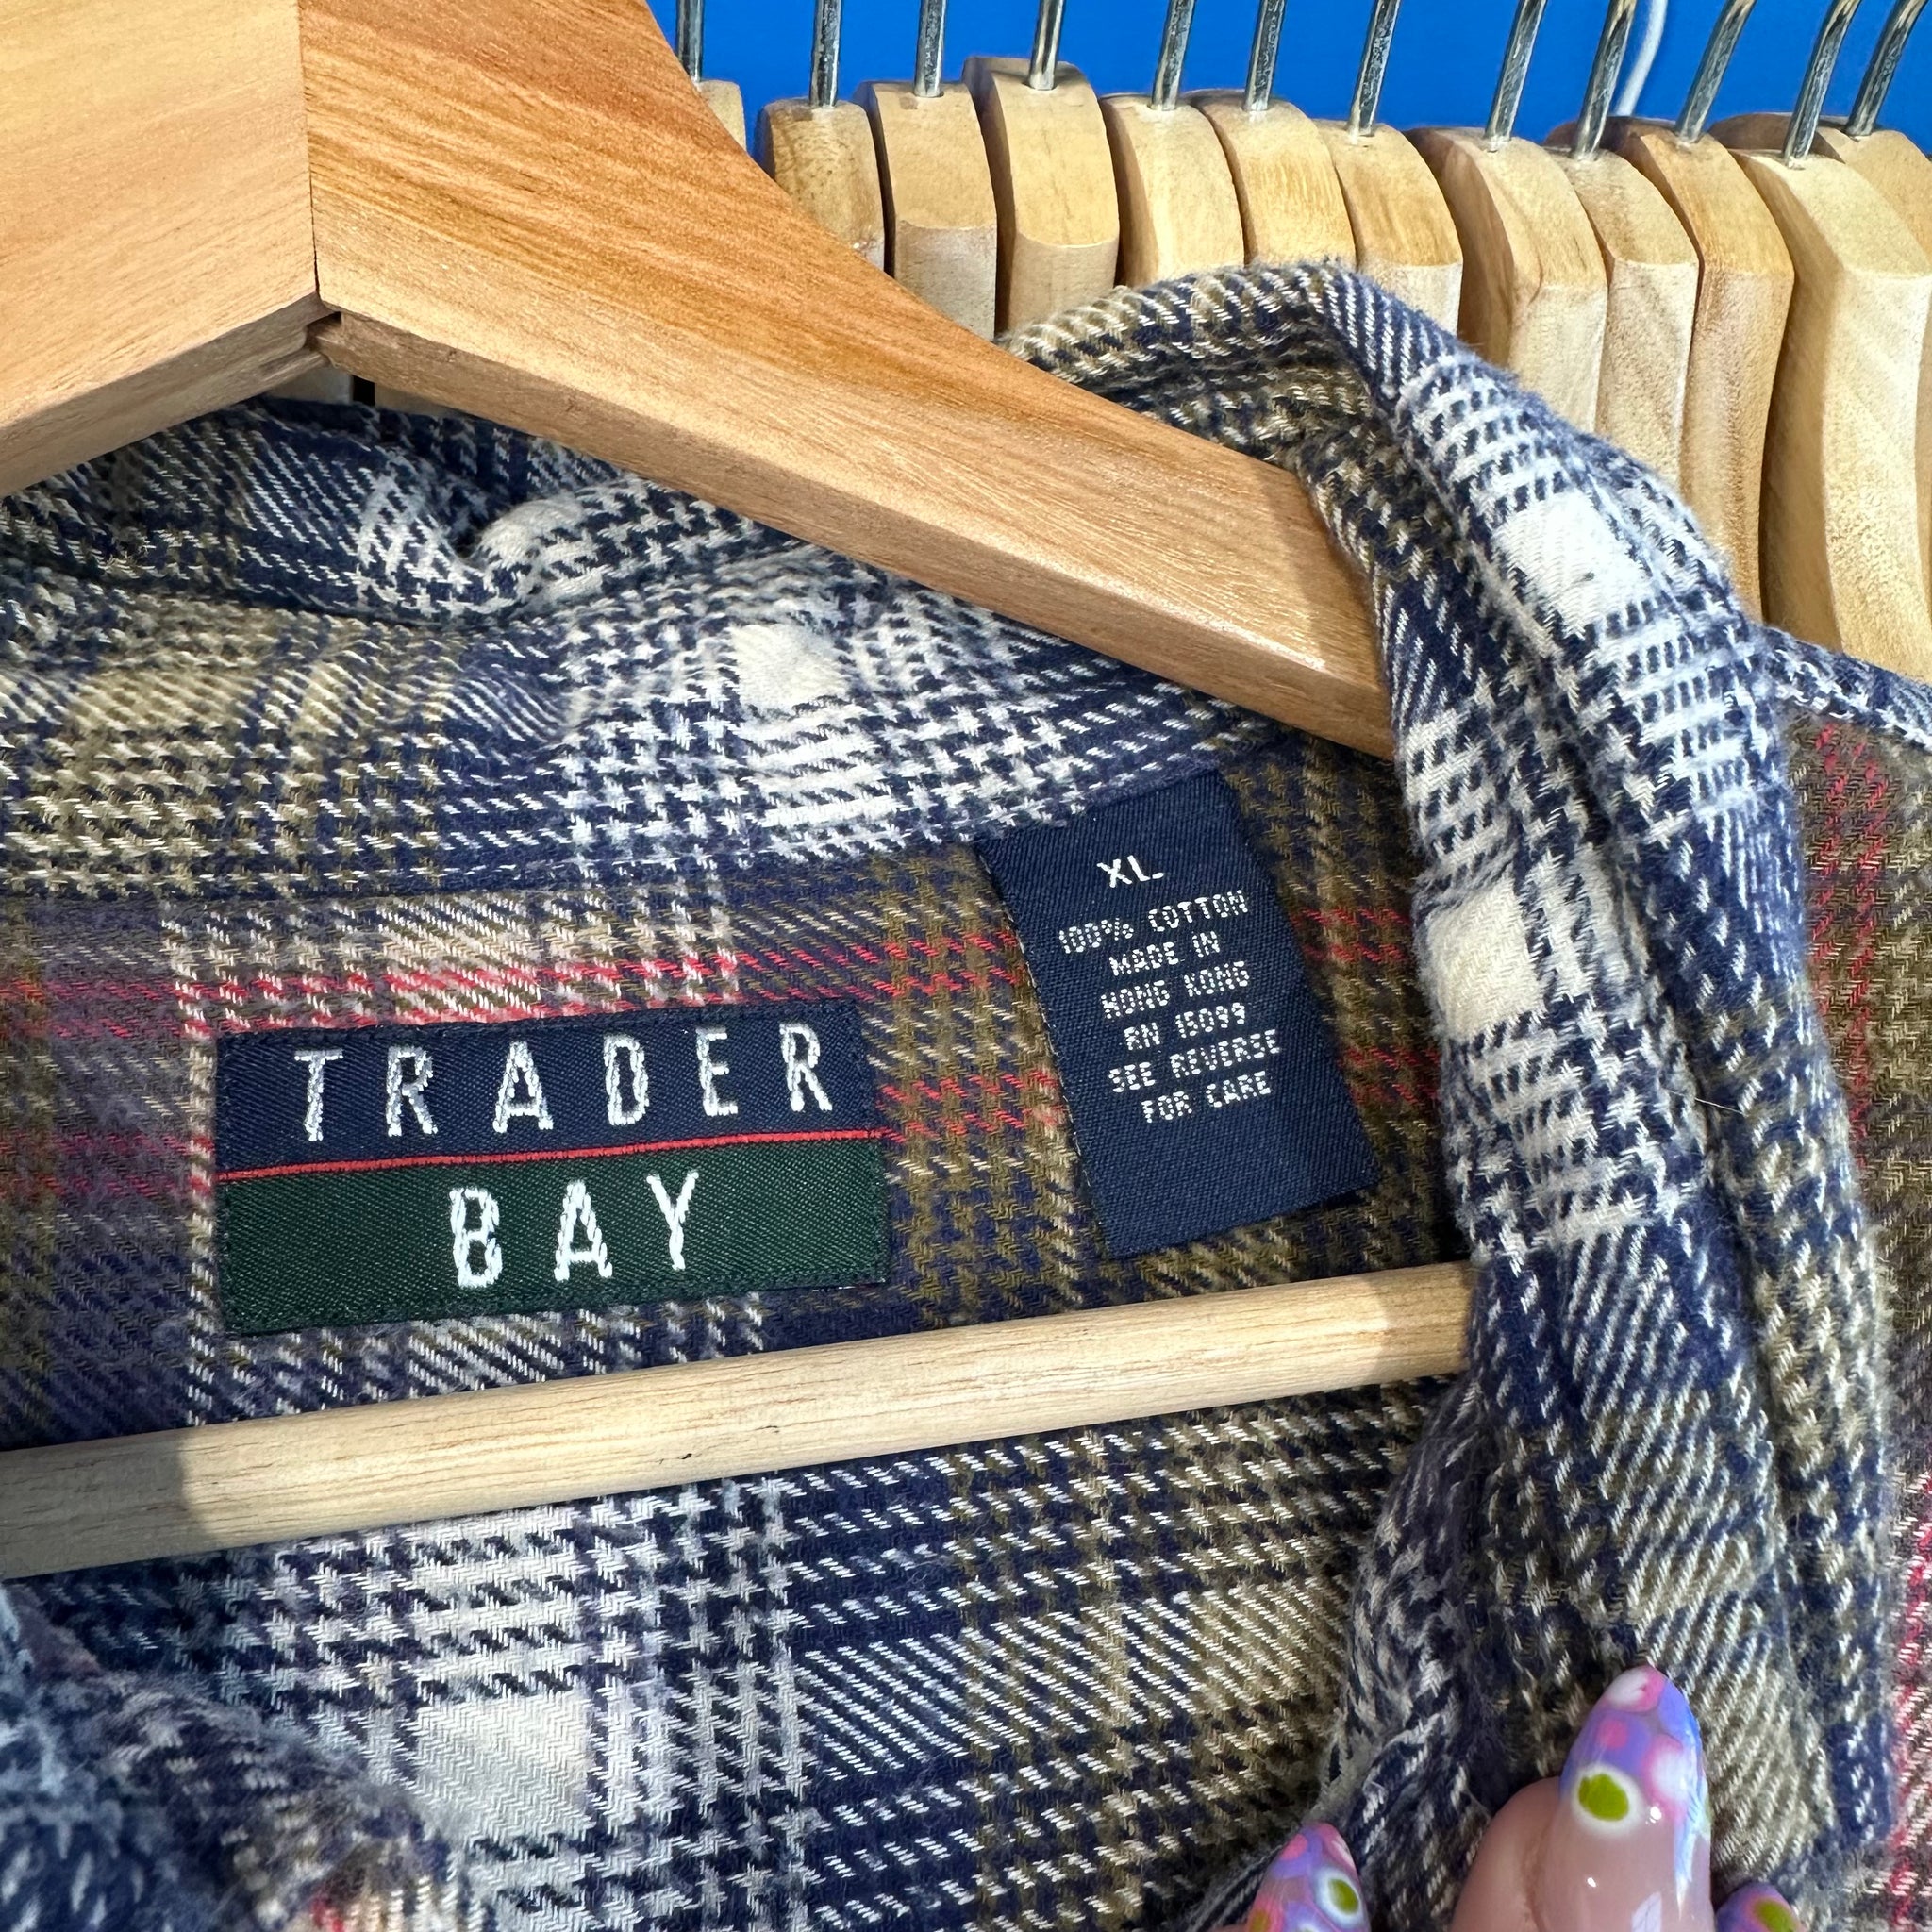 TRADER
BAY
XL
100% COTTON
MADE IN
HONG KONG
RN 15099
SEE REVERSE
FOR CARE